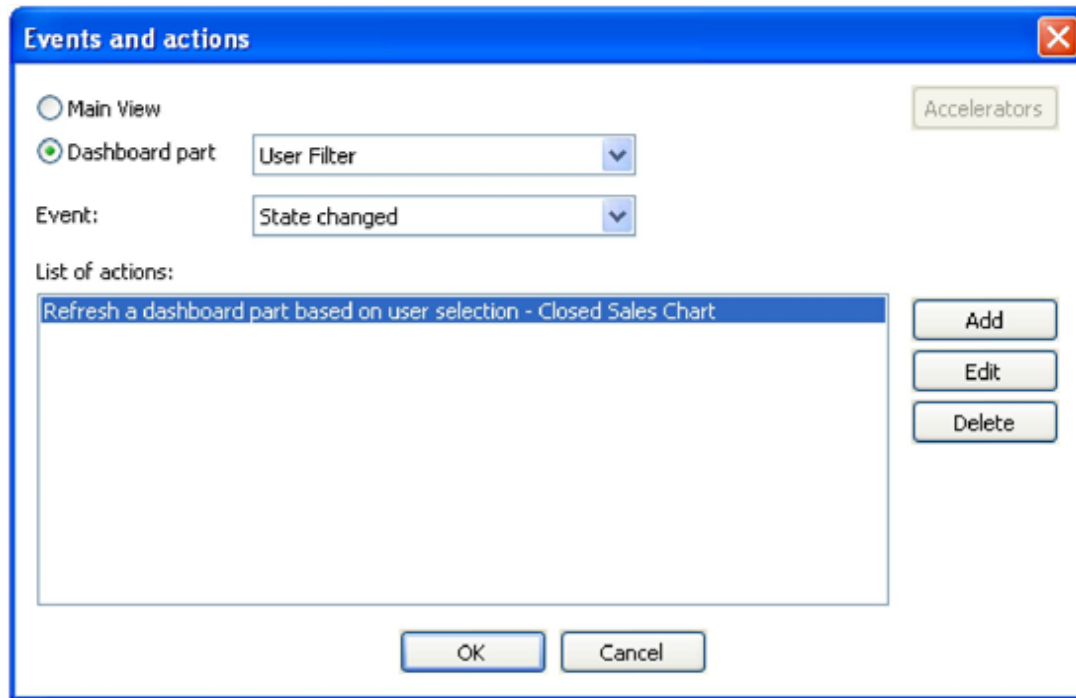 Events and actions
Main View
Accelerators
Dashboard part
User Filter
Event:
State changed
List of actions:
Refresh a dashboard part based on user selection - Closed Sales Chart
Add
Edit
Delete
OK
Cancel